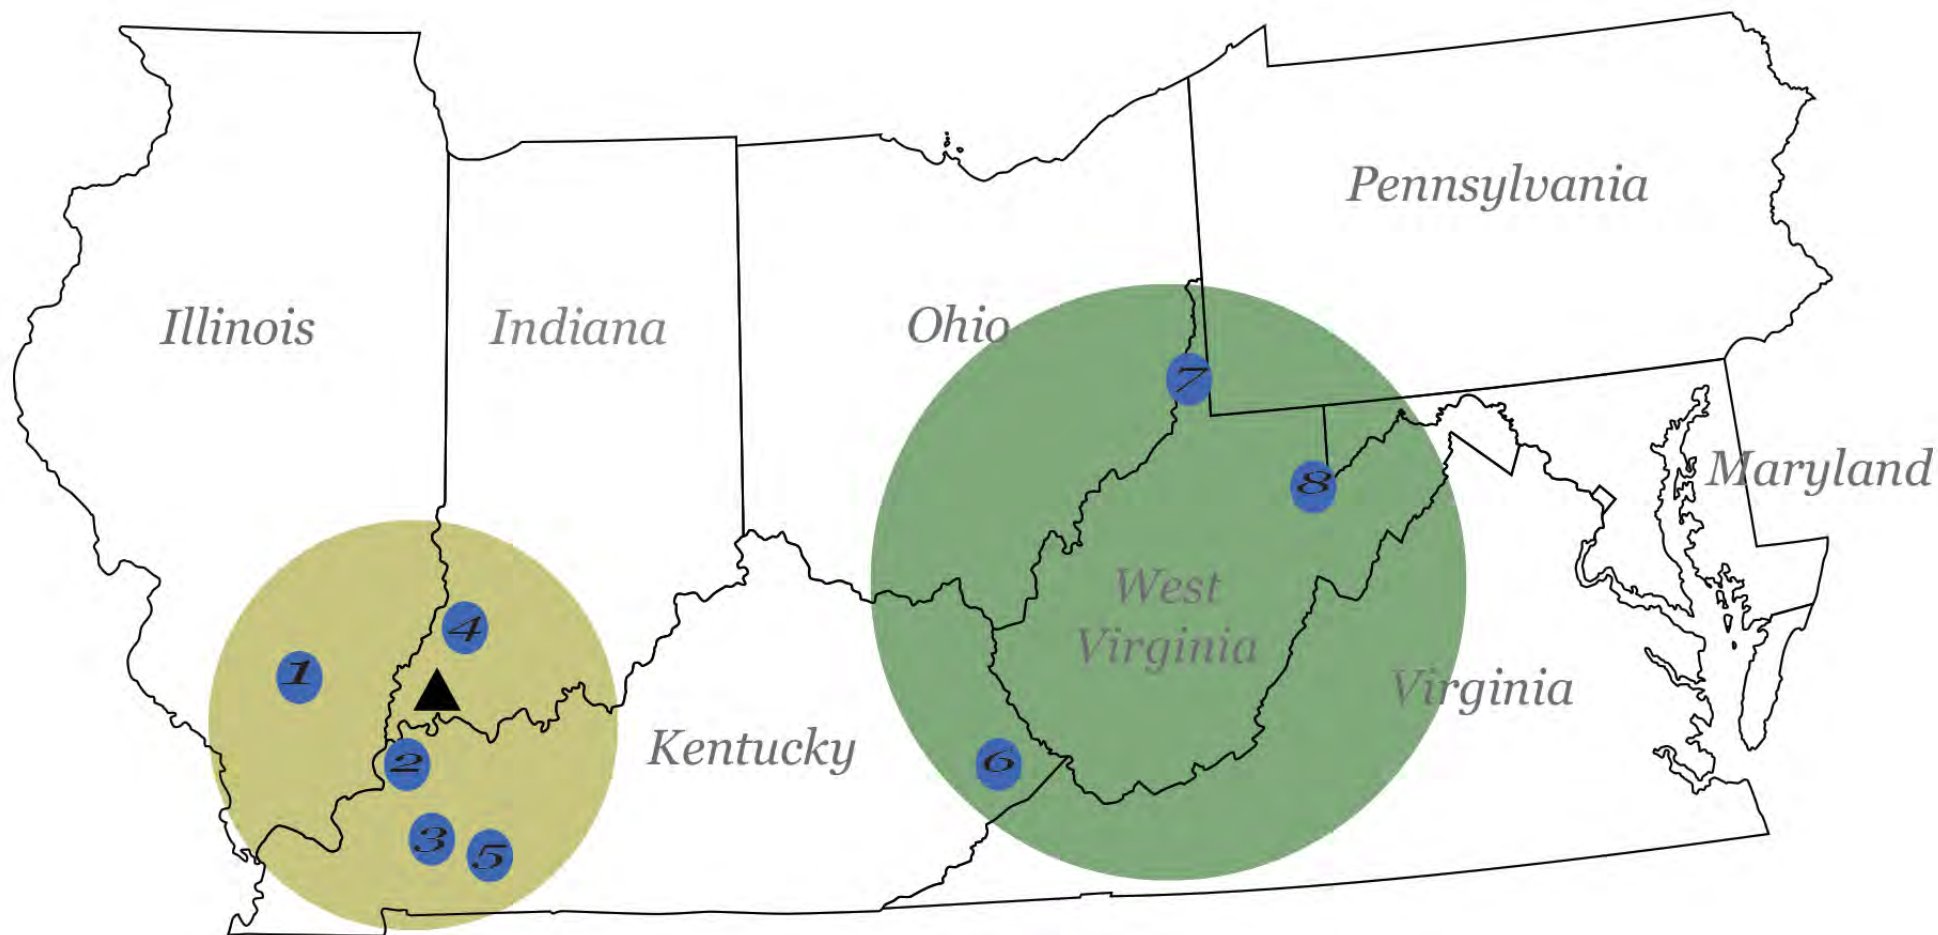 Pennsylvania
Illinois
Indiana
Ohio
7
Maryland
8
West
Virginia
4
1
Virginia
Kentucky
2
6
3
5